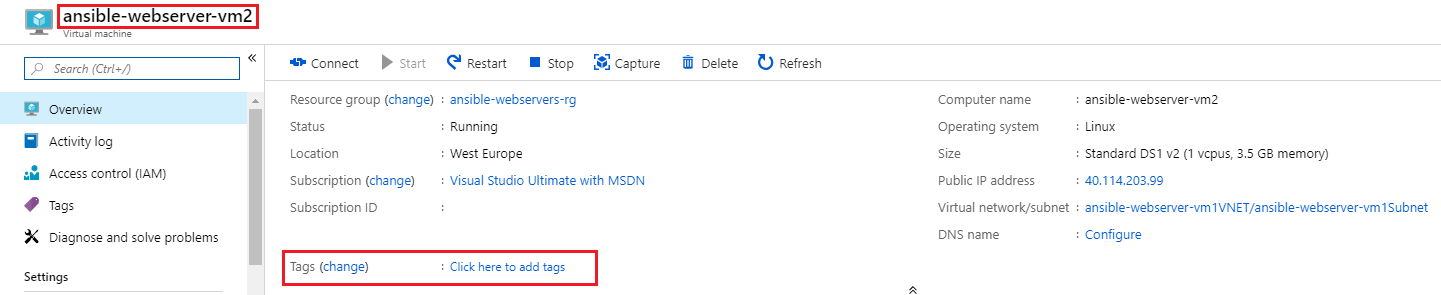 ansible-webserver-vm2
Virtual machine
Search (Ctrl+/)
«
Overview
Activity log
Access control (IAM)
Tags
Diagnose and solve problems
Settings
Connect Start Restart Stop Capture Delete Refresh
Resource group (change) : ansible-webservers-rg
Status : Running
Location : West Europe
Subscription (change) : Visual Studio Ultimate with MSDN
Subscription ID :
Tags (change) : Click here to add tags
Computer name : ansible-webserver-vm2
Operating system : Linux
Size : Standard DS1 v2 (1 vcpus, 3.5 GB memory)
Public IP address : 40.114.203.99
Virtual network/subnet : ansible-webserver-vm1VNET/ansible-webserver-vm1Subnet
DNS name : Configure